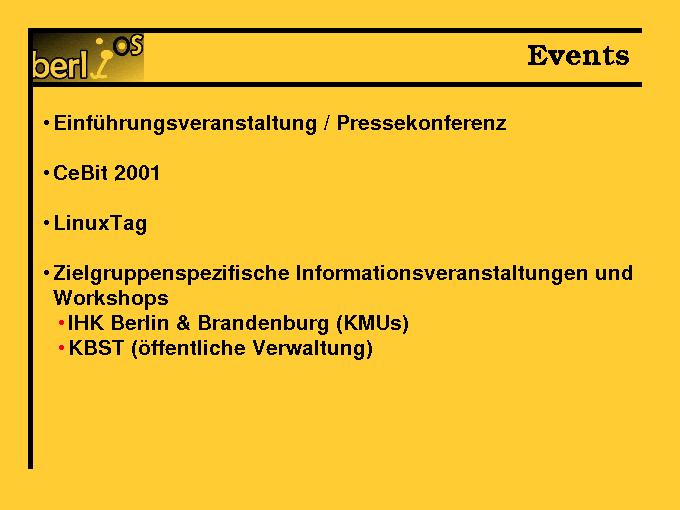 berliOS
Events
• Einführungsveranstaltung / Pressekonferenz
• CeBit 2001
• LinuxTag
• Zielgruppenspezifische Informationsveranstaltungen und
Workshops
• IHK Berlin & Brandenburg (KMUs)
• KBST (öffentliche Verwaltung)